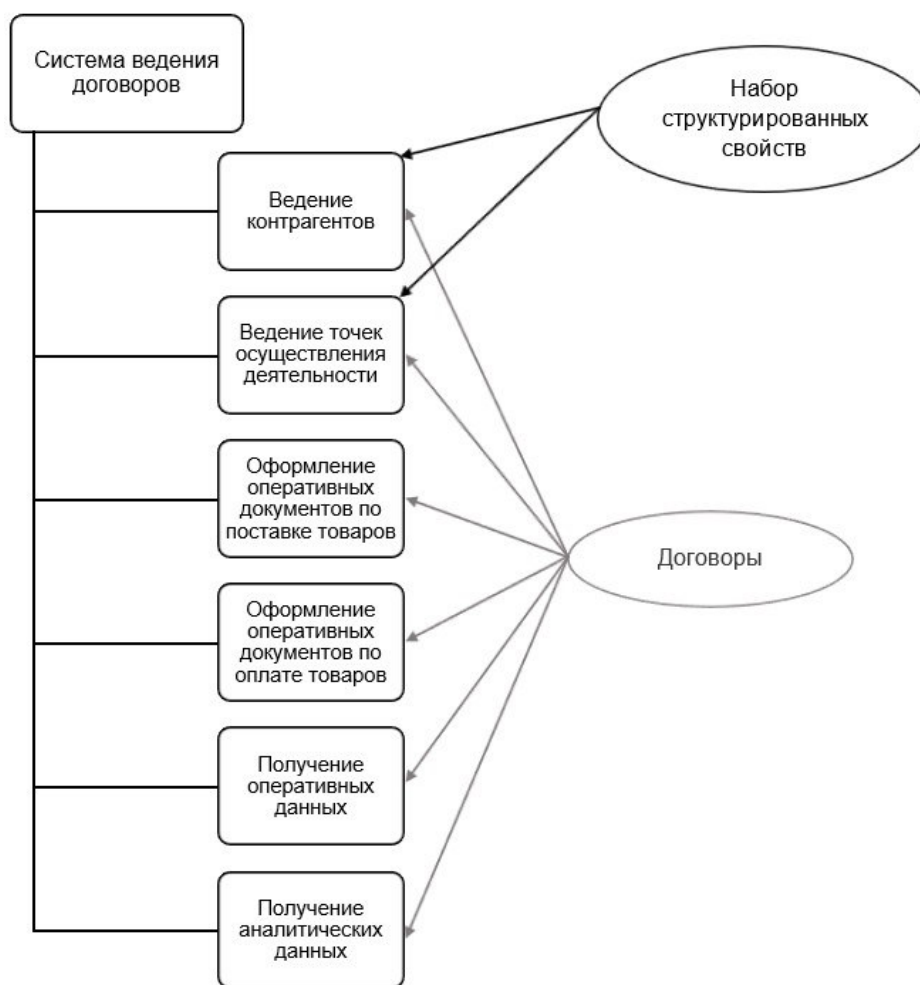 Система ведения
договоров
Набор
структурированных
свойств
Ведение
контрагентов
Ведение точек
осуществления
деятельности
Оформление
оперативных
документов по
поставке товаров
Договоры
Оформление
оперативных
документов по
оплате товаров
Получение
оперативных
данных
Получение
аналитических
данных